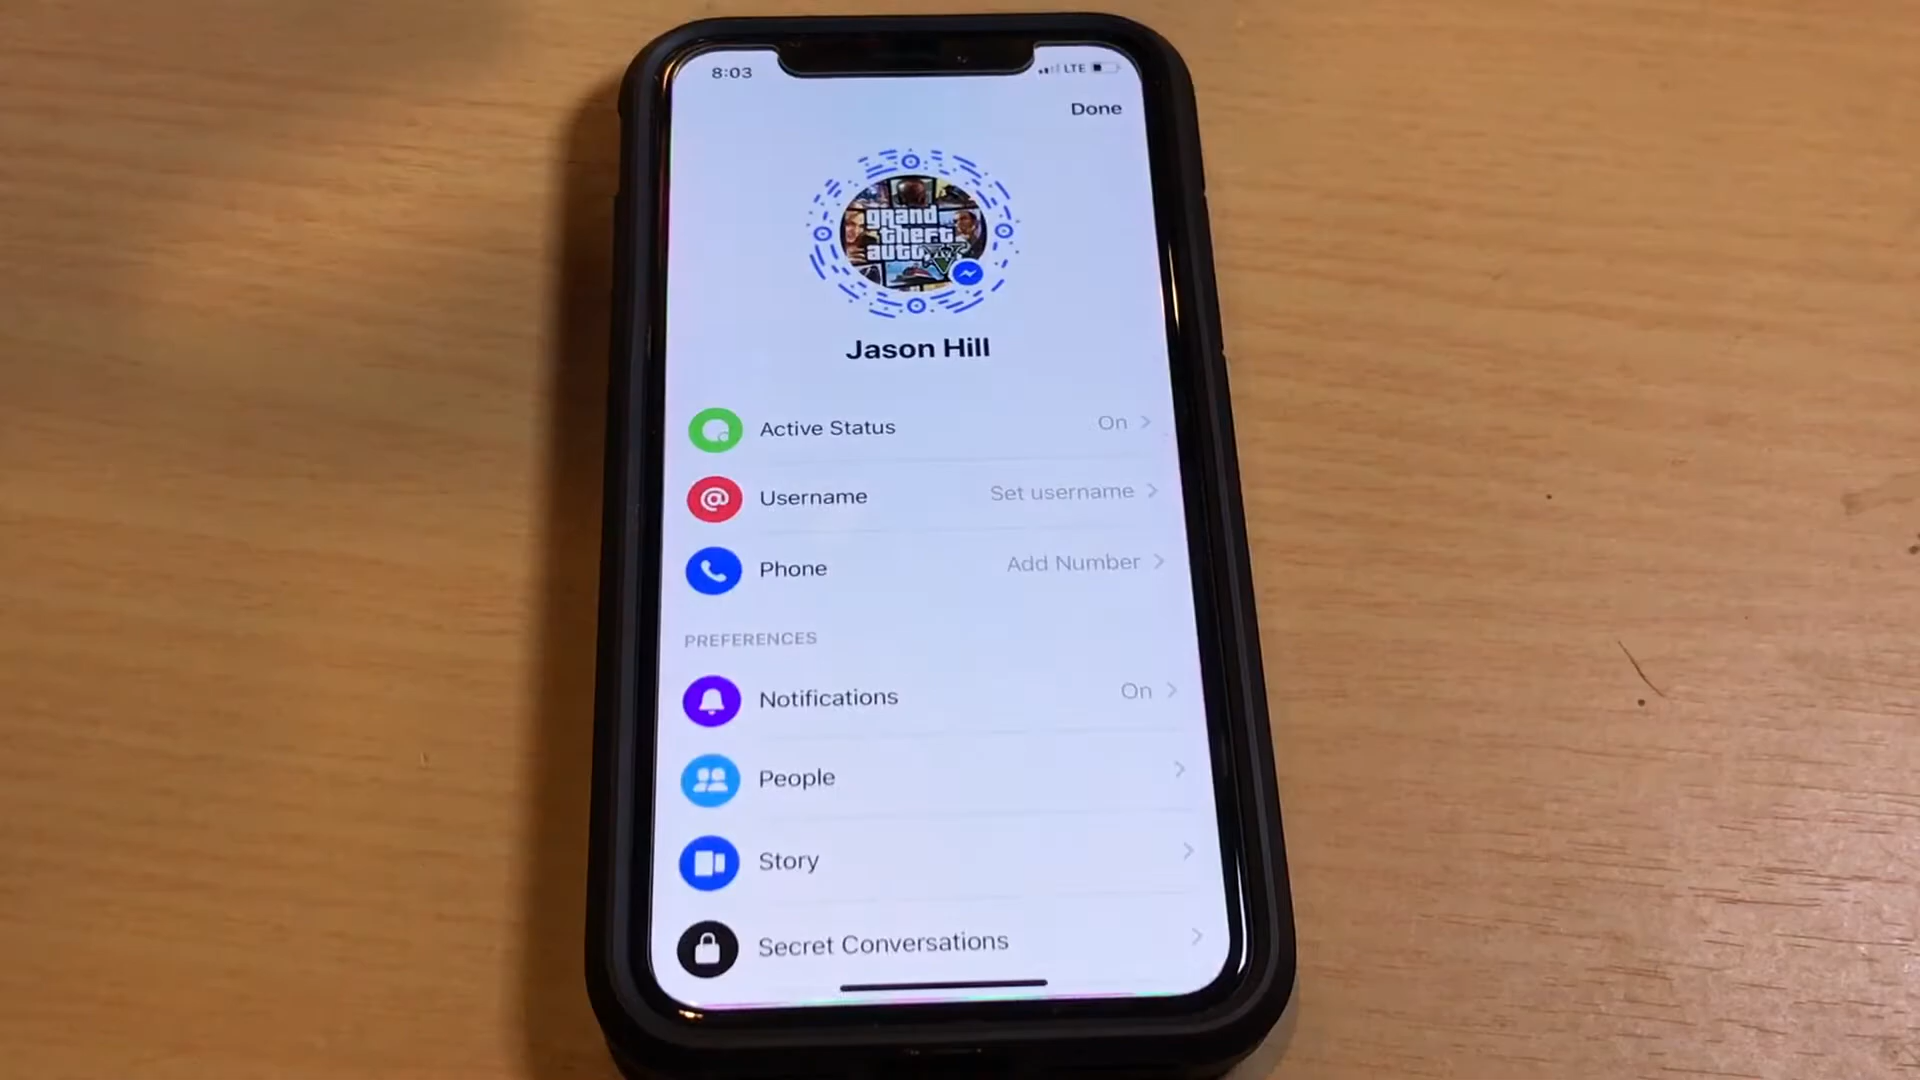 8:03
LTE
Done
grand
theft
auto
V
Jason Hill
Active Status On
Username Set username
Phone Add Number
PREFERENCES
Notifications On
People
Story
Secret Conversations